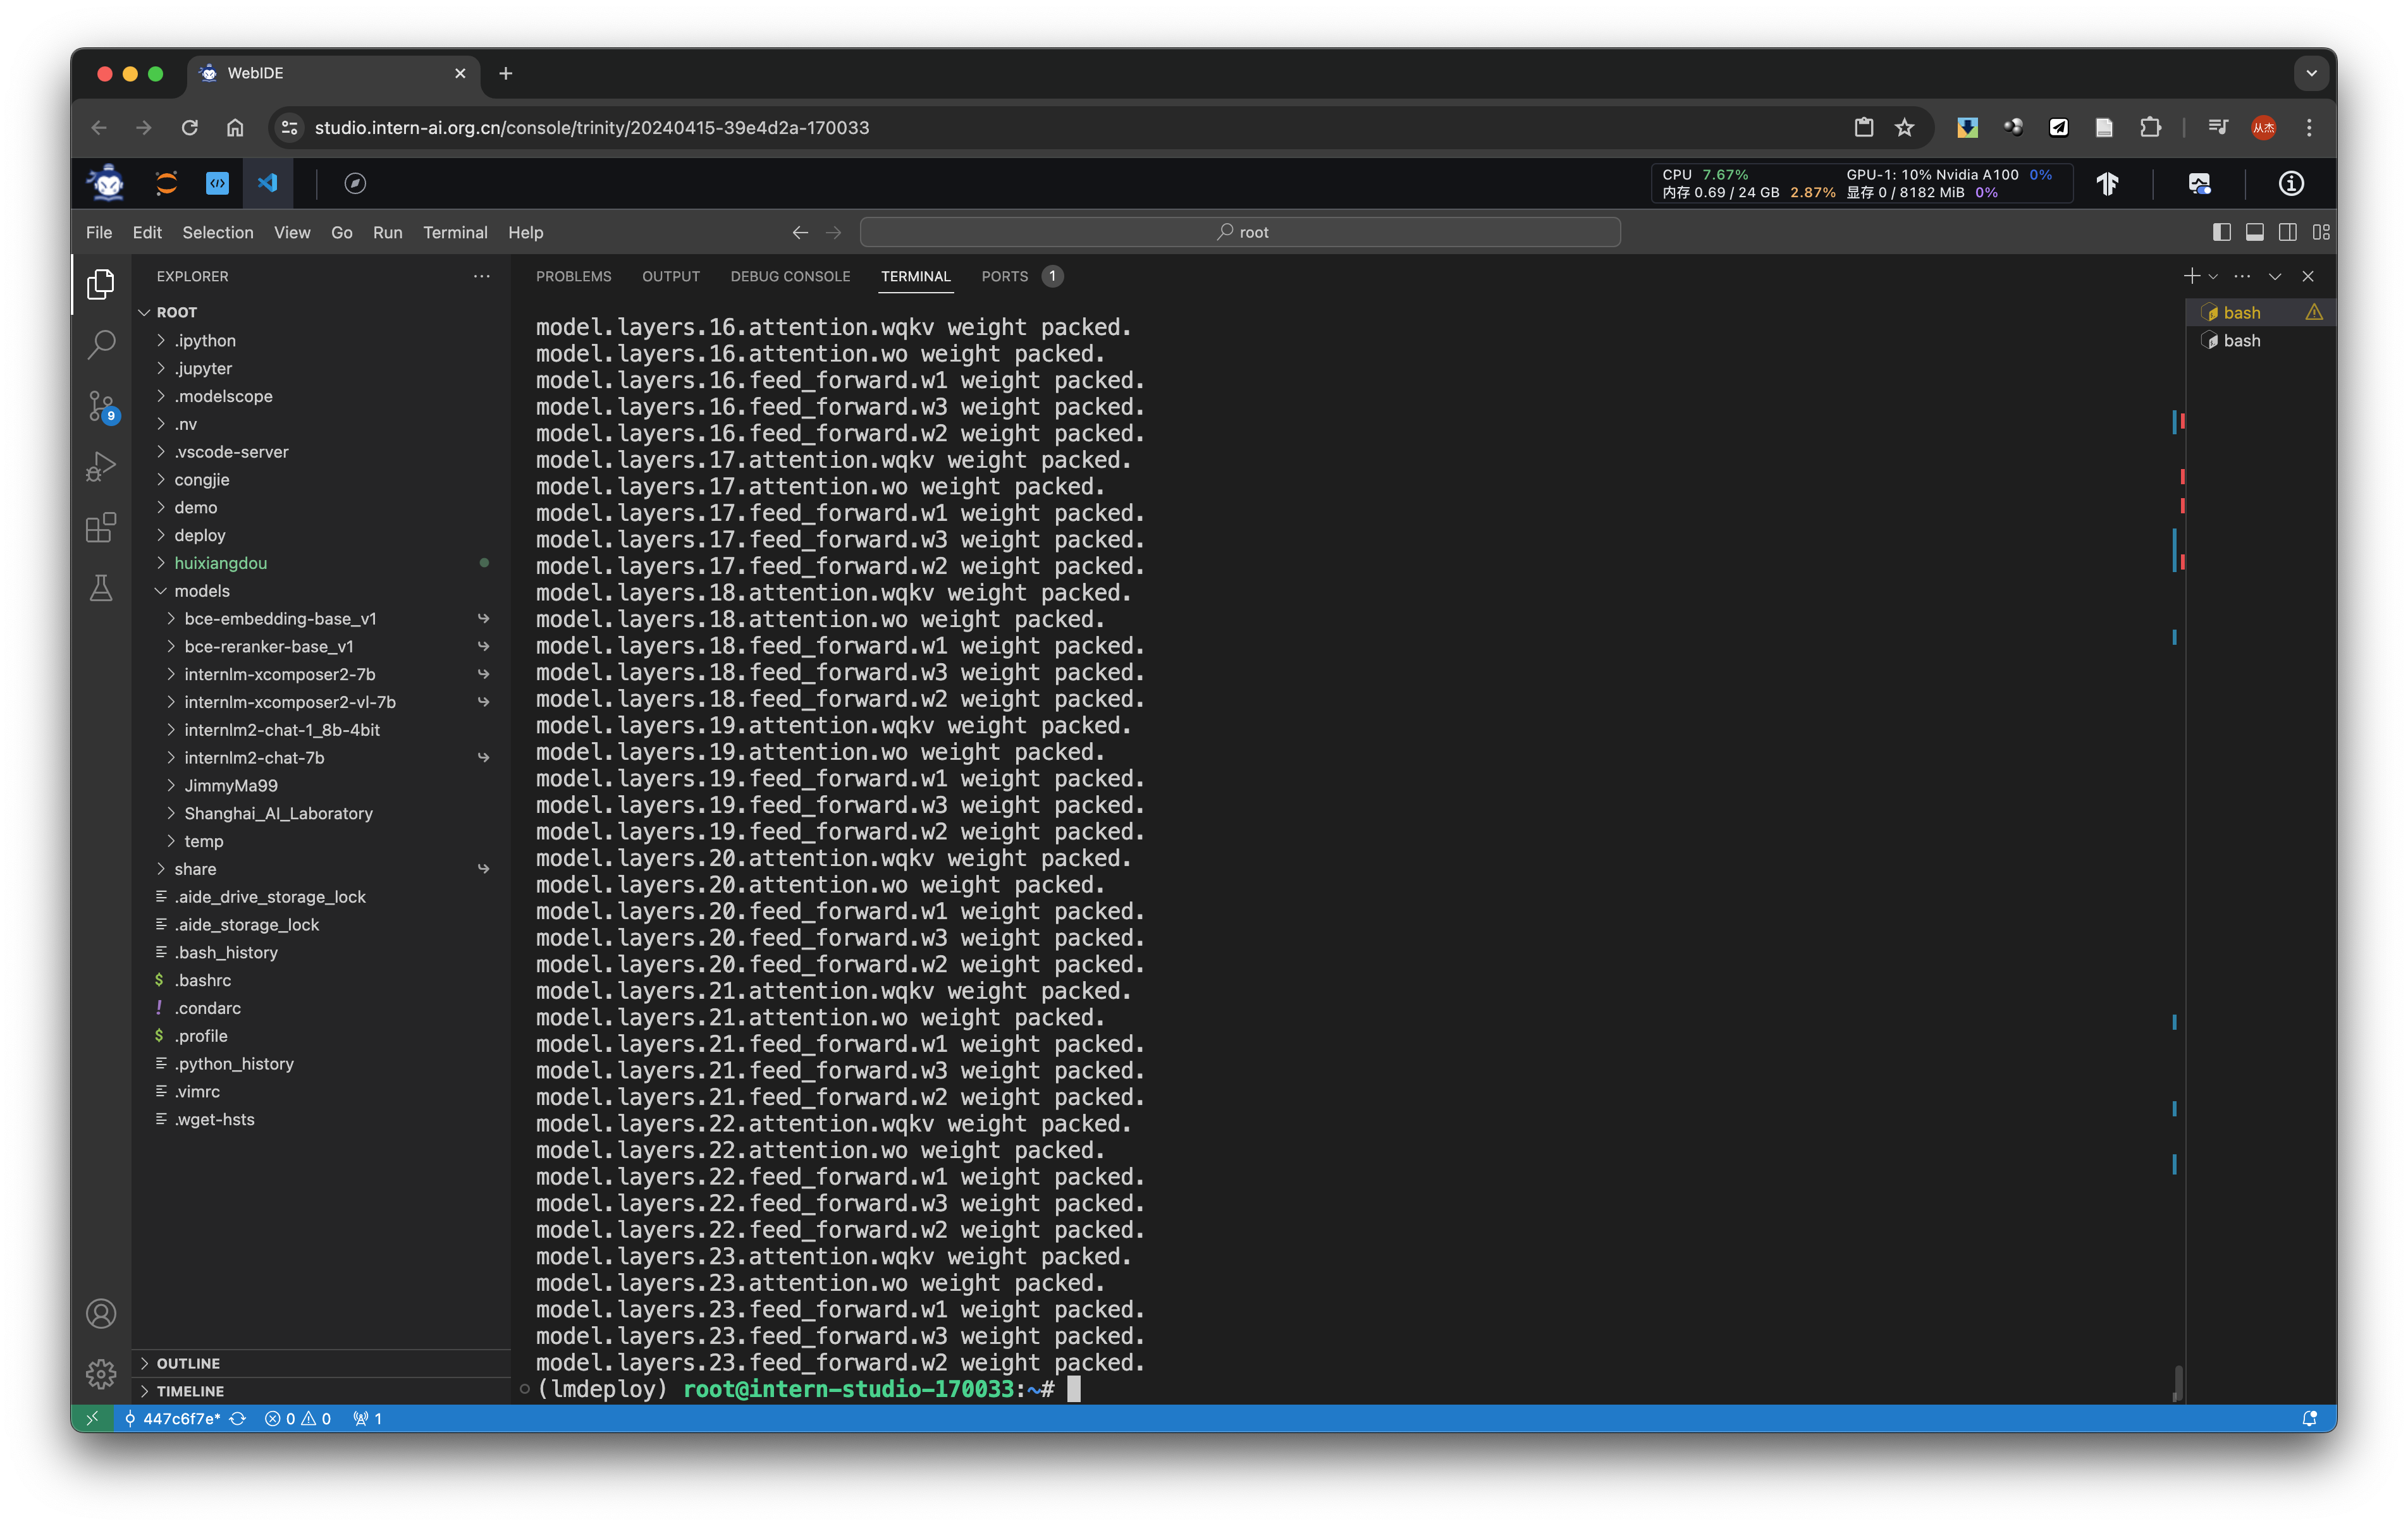 WebIDE
studio.intern-ai.org.cn/console/trinity/20240415-39e4d2a-170033
从杰
CPU 7.67% GPU-1: 10% Nvidia A100 0%
内存 0.69 / 24 GB 2.87% 显存 0 / 8182 MiB 0%
File Edit Selection View Go Run Terminal Help
root
EXPLORER
PROBLEMS OUTPUT DEBUG CONSOLE TERMINAL PORTS 1
ROOT
.ipython
.jupyter
.modelscope
.nv
.vscode-server
congjie
demo
deploy
huixiangdou
models
bce-embedding-base_v1
bce-reranker-base_v1
internlm-xcomposer2-7b
internlm-xcomposer2-vl-7b
internlm2-chat-1_8b-4bit
internlm2-chat-7b
JimmyMa99
Shanghai_AI_Laboratory
temp
share
.aide_drive_storage_lock
.aide_storage_lock
.bash_history
$ .bashrc
! .condarc
$ .profile
.python_history
.vimrc
.wget-hsts
OUTLINE
TIMELINE
9
model.layers.16.attention.wqkv weight packed.
model.layers.16.attention.wo weight packed.
model.layers.16.feed_forward.w1 weight packed.
model.layers.16.feed_forward.w3 weight packed.
model.layers.16.feed_forward.w2 weight packed.
model.layers.17.attention.wqkv weight packed.
model.layers.17.attention.wo weight packed.
model.layers.17.feed_forward.w1 weight packed.
model.layers.17.feed_forward.w3 weight packed.
model.layers.17.feed_forward.w2 weight packed.
model.layers.18.attention.wqkv weight packed.
model.layers.18.attention.wo weight packed.
model.layers.18.feed_forward.w1 weight packed.
model.layers.18.feed_forward.w3 weight packed.
model.layers.18.feed_forward.w2 weight packed.
model.layers.19.attention.wqkv weight packed.
model.layers.19.attention.wo weight packed.
model.layers.19.feed_forward.w1 weight packed.
model.layers.19.feed_forward.w3 weight packed.
model.layers.19.feed_forward.w2 weight packed.
model.layers.20.attention.wqkv weight packed.
model.layers.20.attention.wo weight packed.
model.layers.20.feed_forward.w1 weight packed.
model.layers.20.feed_forward.w3 weight packed.
model.layers.20.feed_forward.w2 weight packed.
model.layers.21.attention.wqkv weight packed.
model.layers.21.attention.wo weight packed.
model.layers.21.feed_forward.w1 weight packed.
model.layers.21.feed_forward.w3 weight packed.
model.layers.21.feed_forward.w2 weight packed.
model.layers.22.attention.wqkv weight packed.
model.layers.22.attention.wo weight packed.
model.layers.22.feed_forward.w1 weight packed.
model.layers.22.feed_forward.w3 weight packed.
model.layers.22.feed_forward.w2 weight packed.
model.layers.23.attention.wqkv weight packed.
model.layers.23.attention.wo weight packed.
model.layers.23.feed_forward.w1 weight packed.
model.layers.23.feed_forward.w3 weight packed.
model.layers.23.feed_forward.w2 weight packed.
(lmdeploy) root@intern-studio-170033:~#
bash
bash
447c6f7e* 0 0 1